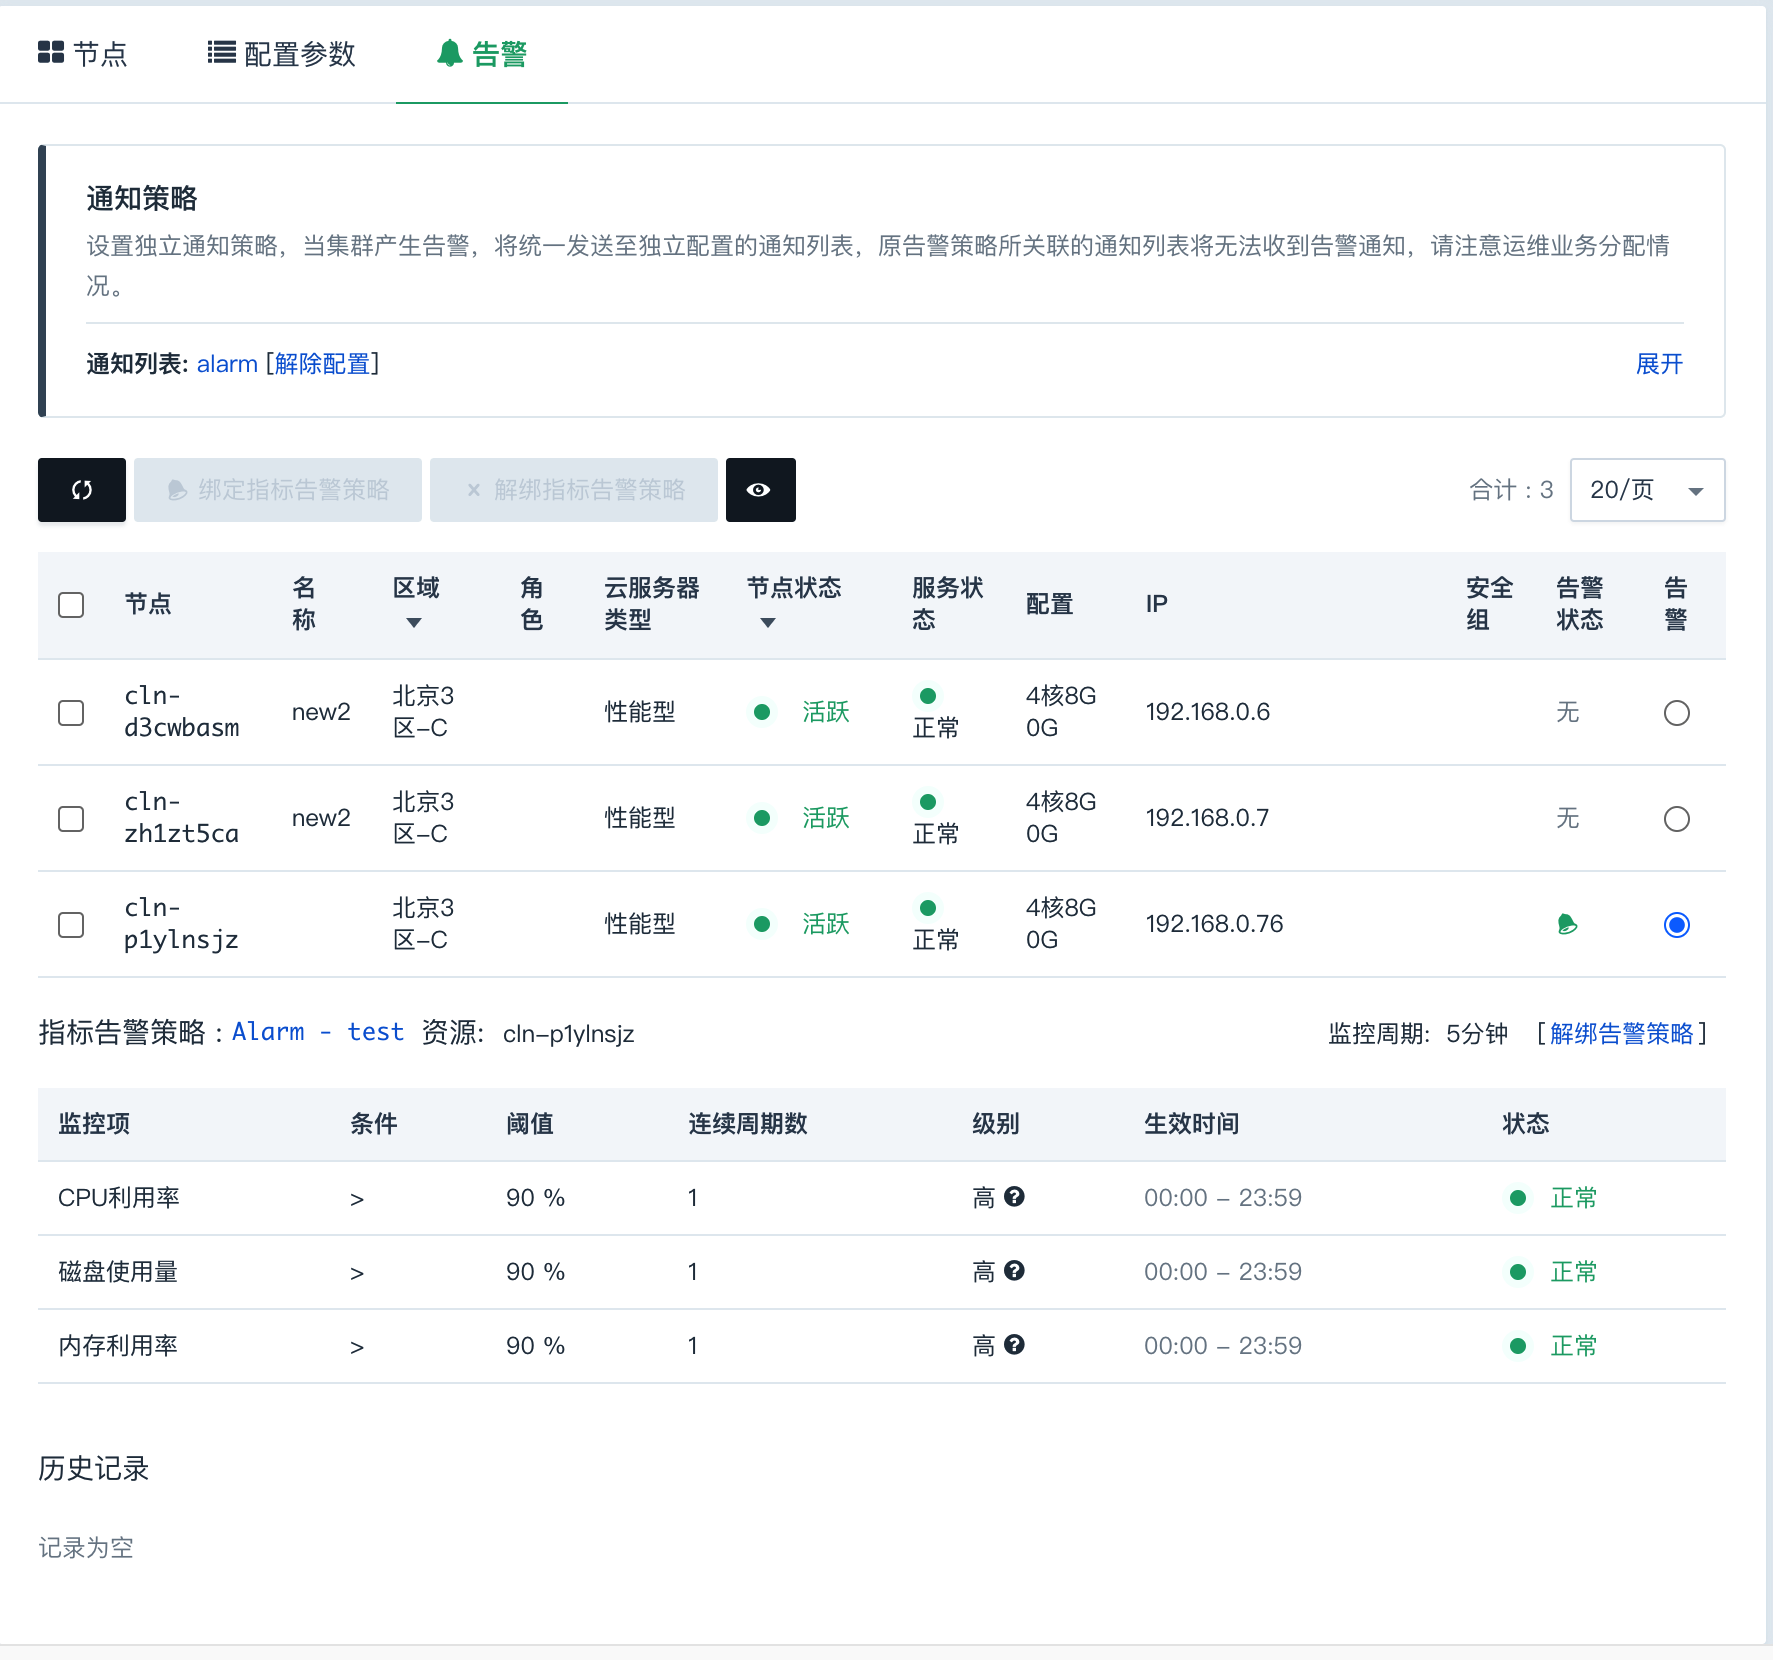 节点 配置参数 告警
通知策略
设置独立通知策略，当集群产生告警，将统一发送至独立配置的通知列表，原告警策略所关联的通知列表将无法收到告警通知，请注意运维业务分配情
况。
通知列表: alarm [解除配置] 展开
绑定指标告警策略 × 解绑指标告警策略 合计 : 3 20/页
节点 名称 区域 角色 云服务器类型 节点状态 服务状态 配置 IP 安全组 告警状态 告警
cln-d3cwbasm new2 北京3区-C 性能型 活跃 正常 4核8G 0G 192.168.0.6 无
cln-zh1zt5ca new2 北京3区-C 性能型 活跃 正常 4核8G 0G 192.168.0.7 无
cln-p1ylnsjz 北京3区-C 性能型 活跃 正常 4核8G 0G 192.168.0.76
指标告警策略 : Alarm - test 资源: cln-p1ylnsjz 监控周期: 5分钟 [解绑告警策略]
监控项 条件 阈值 连续周期数 级别 生效时间 状态
CPU利用率 > 90 % 1 高 ? 00:00 - 23:59 正常
磁盘使用量 > 90 % 1 高 ? 00:00 - 23:59 正常
内存利用率 > 90 % 1 高 ? 00:00 - 23:59 正常
历史记录
记录为空